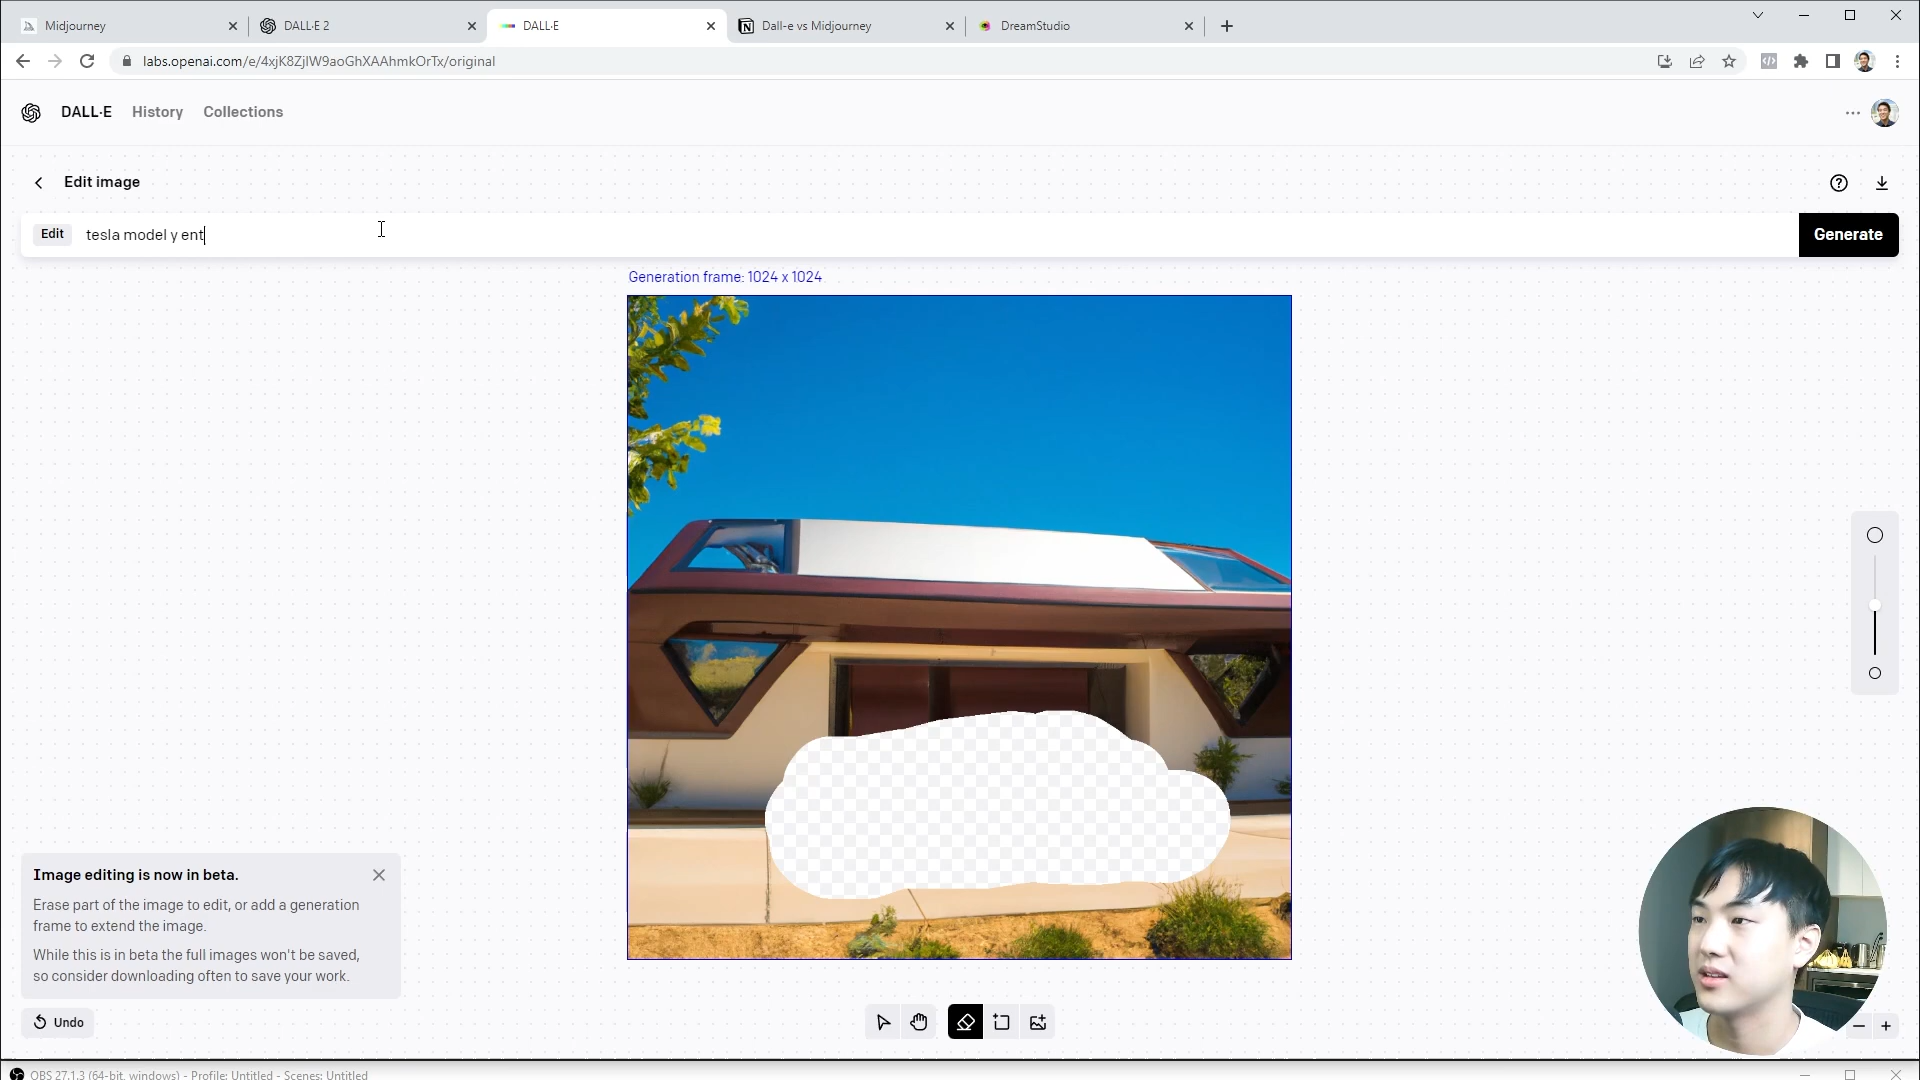 Midjourney
DALL·E 2
DALL·E
Dall-e vs Midjourney
DreamStudio
labs.openai.com/e/4xjK8ZjlW9aoGhXAAhmkOrTx/original
DALL·E
History
Collections
Edit image
Edit
tesla model y ent
Generate
Generation frame: 1024 x 1024
Image editing is now in beta.
Erase part of the image to edit, or add a generation
frame to extend the image.
While this is in beta the full images won't be saved,
so consider downloading often to save your work.
Undo
OBS 27.1.3 (64-bit, windows) - Profile: Untitled - Scenes: Untitled